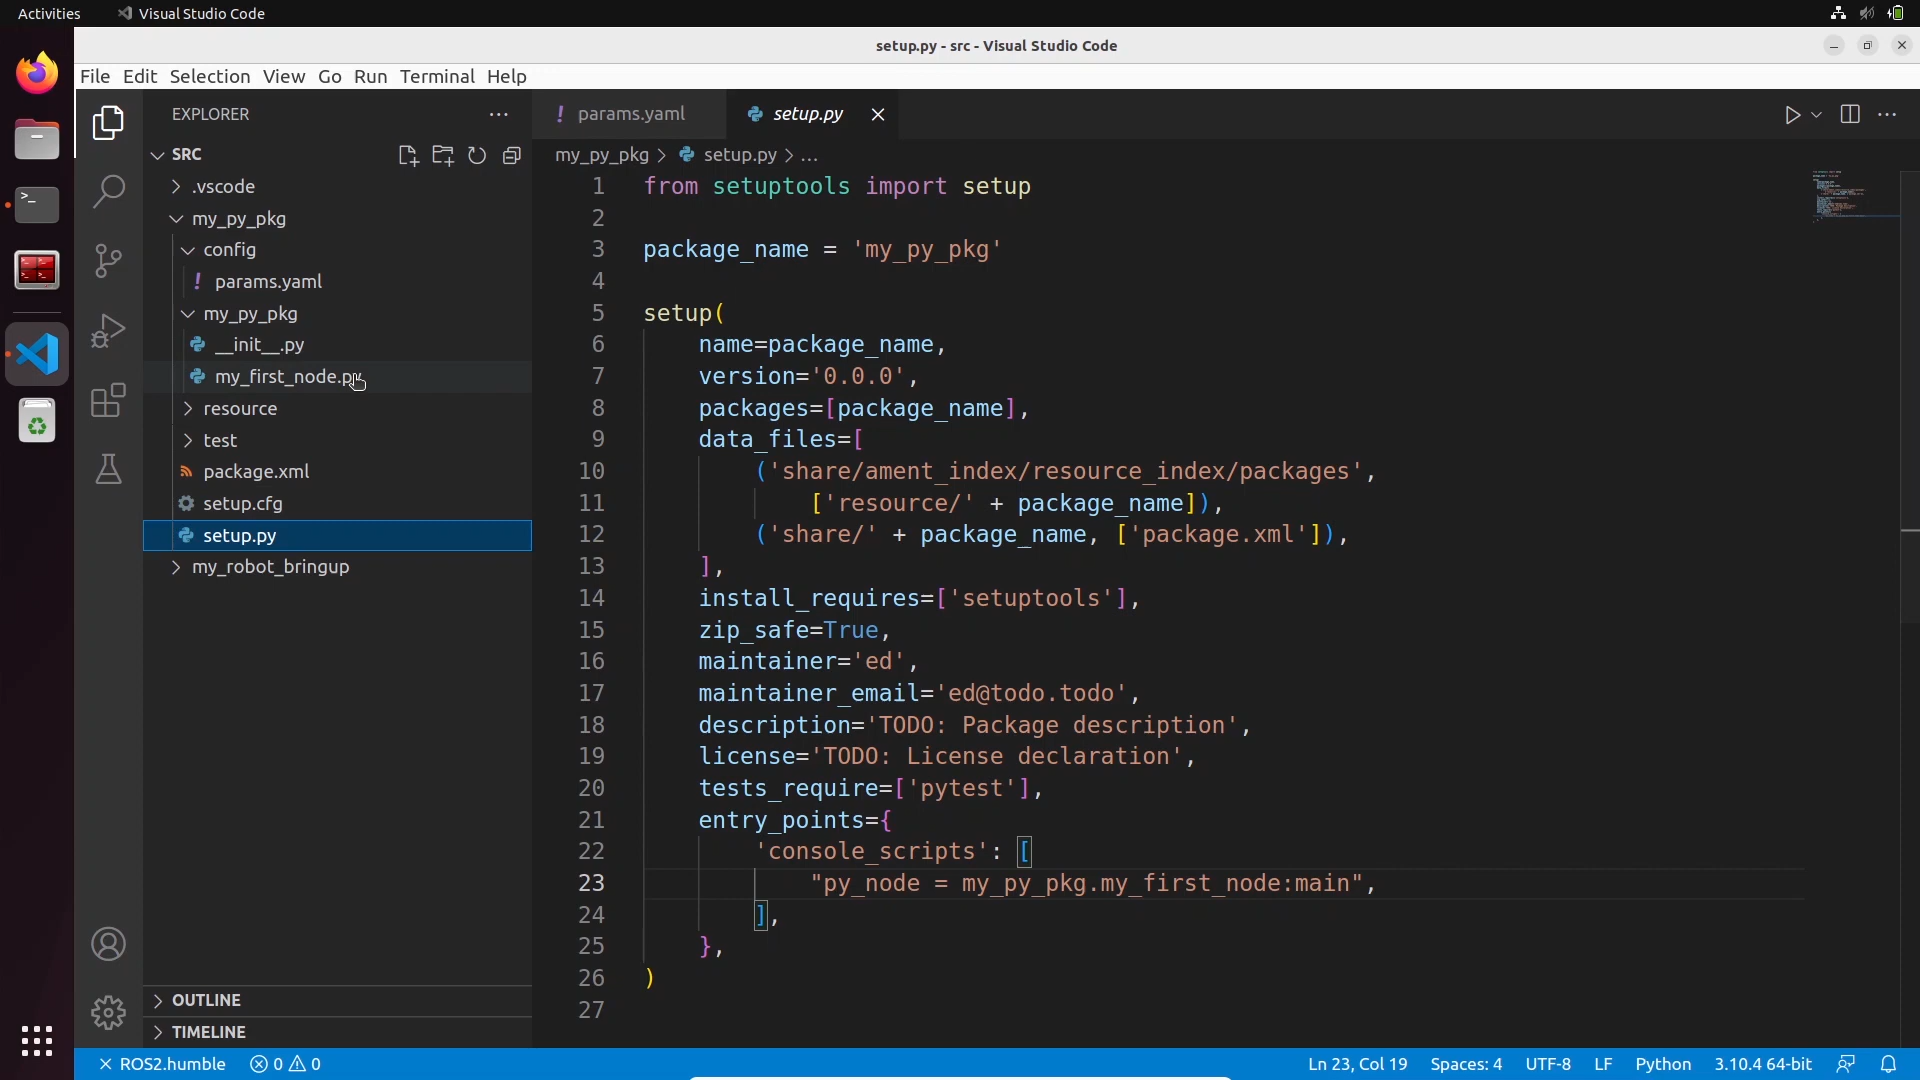 Activities
Visual Studio Code
setup.py - src - Visual Studio Code
File Edit Selection View Go Run Terminal Help
EXPLORER
SRC
.vscode
my_py_pkg
config
params.yaml
my_py_pkg
__init__.py
my_first_node.py
resource
test
package.xml
setup.cfg
setup.py
my_robot_bringup
OUTLINE
TIMELINE
params.yaml
setup.py
my_py_pkg > setup.py > ...
1 from setuptools import setup
2
3 package_name = 'my_py_pkg'
4
5 setup(
6 name=package_name,
7 version='0.0.0',
8 packages=[package_name],
9 data_files=[
10 ('share/ament_index/resource_index/packages',
11 ['resource/' + package_name]),
12 ('share/' + package_name, ['package.xml']),
13 ],
14 install_requires=['setuptools'],
15 zip_safe=True,
16 maintainer='ed',
17 maintainer_email='ed@todo.todo',
18 description='TODO: Package description',
19 license='TODO: License declaration',
20 tests_require=['pytest'],
21 entry_points={
22 'console_scripts': [
23 "py_node = my_py_pkg.my_first_node:main",
24 ],
25 },
26 )
27
ROS2.humble 0 0
Ln 23, Col 19 Spaces: 4 UTF-8 LF Python 3.10.4 64-bit